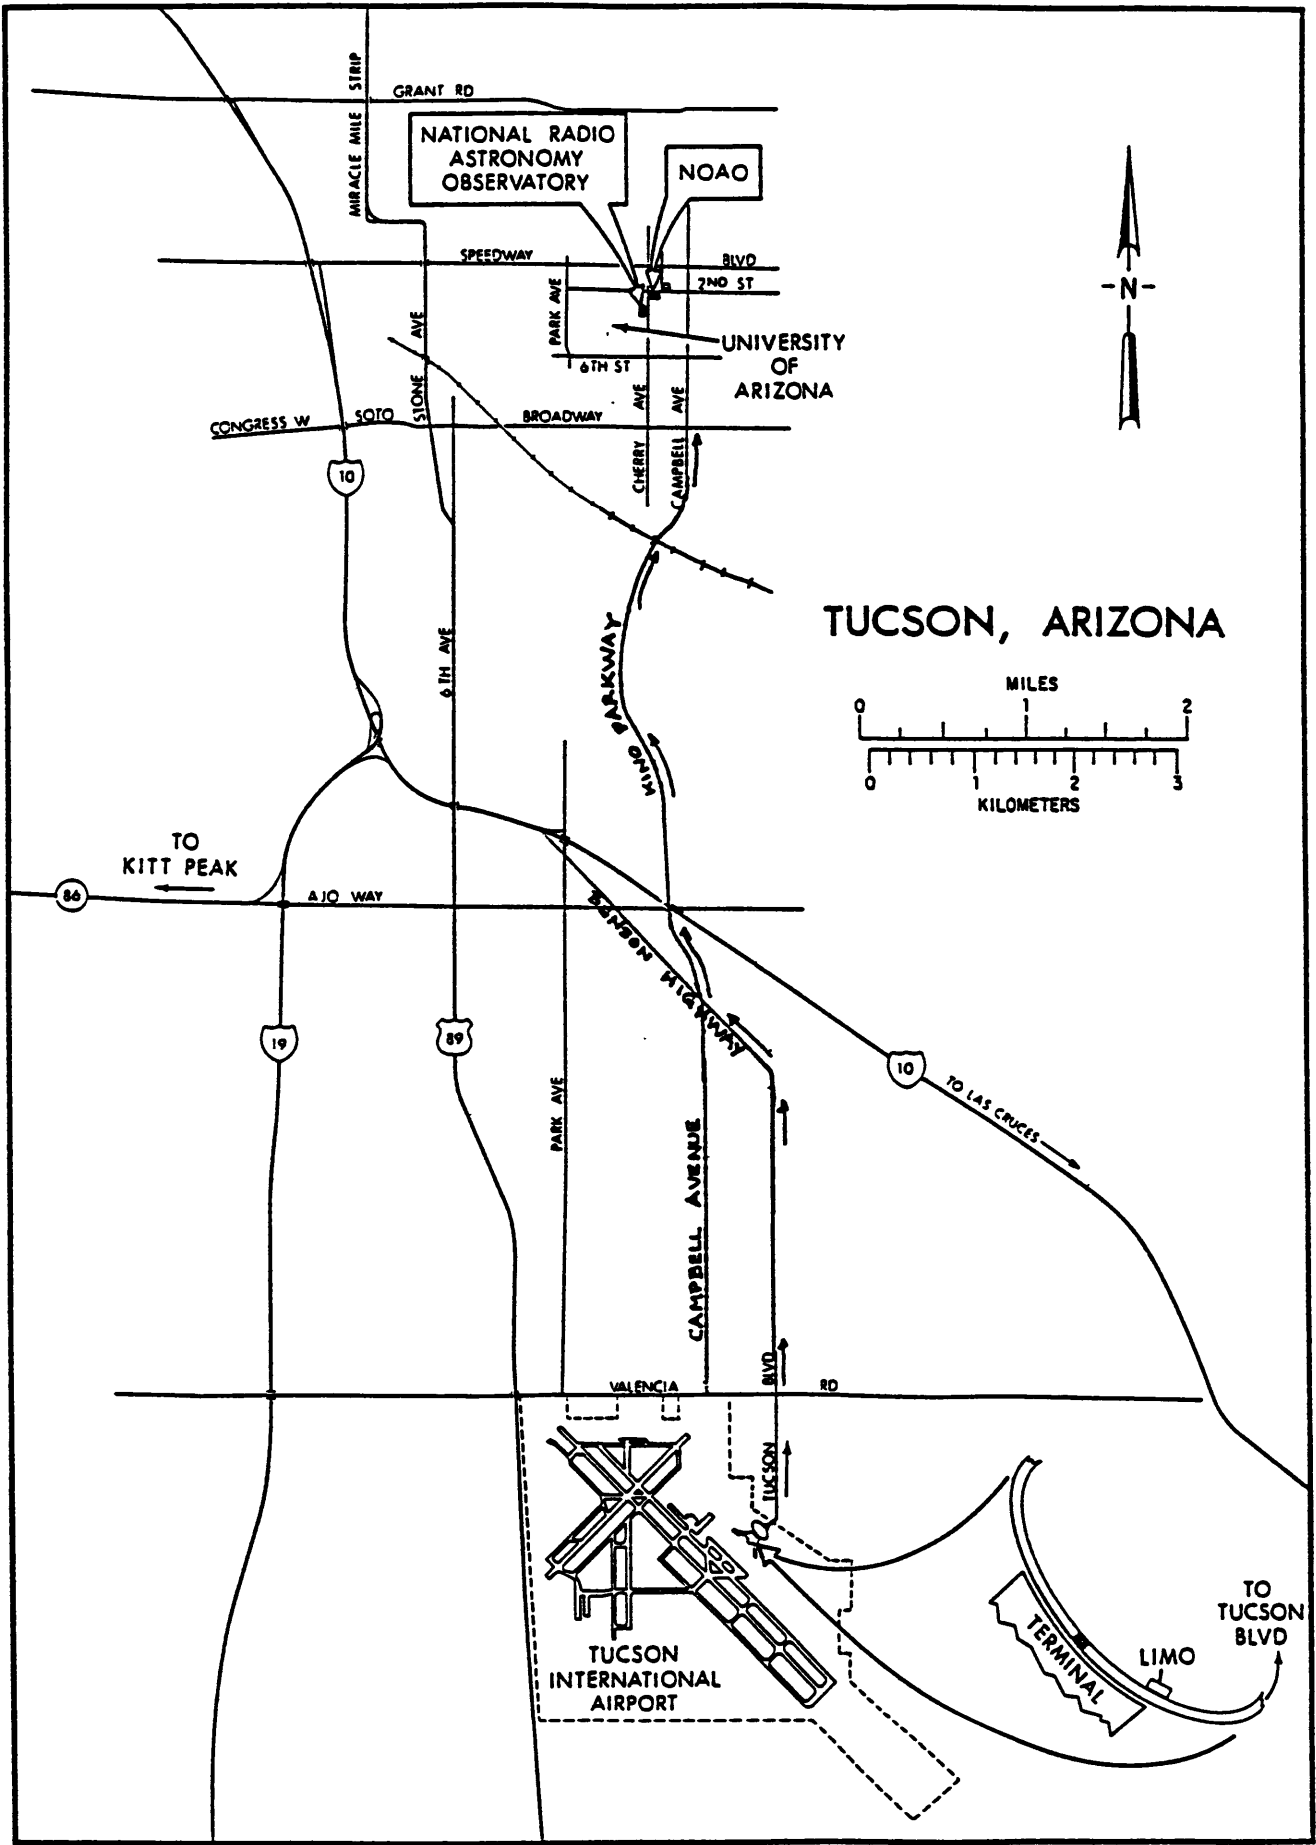 MIRACLE MILE STRIP
GRANT RD
NATIONAL RADIO
ASTRONOMY
OBSERVATORY
NOAO
SPEEDWAY BLVD
2ND ST
PARK AVE
UNIVERSITY
OF
ARIZONA
6TH ST
STONE AVE
CONGRESS W
SOTO
BROADWAY
CHERRY AVE
CAMPBELL AVE
10
N
TUCSON, ARIZONA
MILES
0 1 2
0 1 2 3
KILOMETERS
6TH AVE
KINO PARKWAY
TO
KITT PEAK
86
AJO WAY
BENSON HIGHWAY
19
89
10
TO LAS CRUCES
PARK AVE
CAMPBELL AVENUE
VALENCIA RD
TUCSON BLVD
TUCSON
INTERNATIONAL
AIRPORT
TERMINAL
LIMO
TO
TUCSON
BLVD